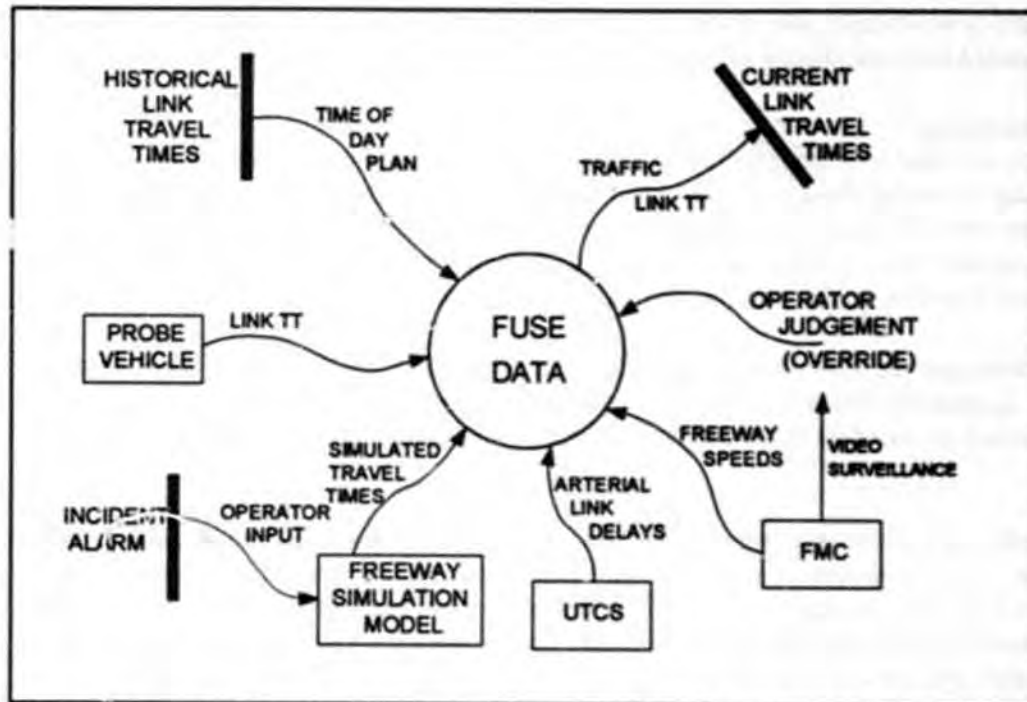 HISTORICAL
LINK
TRAVEL
TIMES
TIME OF
DAY
PLAN
CURRENT
LINK
TRAVEL
TIMES
TRAFFIC
LINK TT
PROBE
VEHICLE
LINK TT
FUSE
DATA
OPERATOR
JUDGEMENT
(OVERRIDE)
SIMULATED
TRAVEL
TIMES
FREEWAY
SPEEDS
VIDEO
SURVEILLANCE
INCIDENT
ALARM
OPERATOR
INPUT
ARTERIAL
LINK
DELAYS
FREEWAY
SIMULATION
MODEL
UTCS
FMC